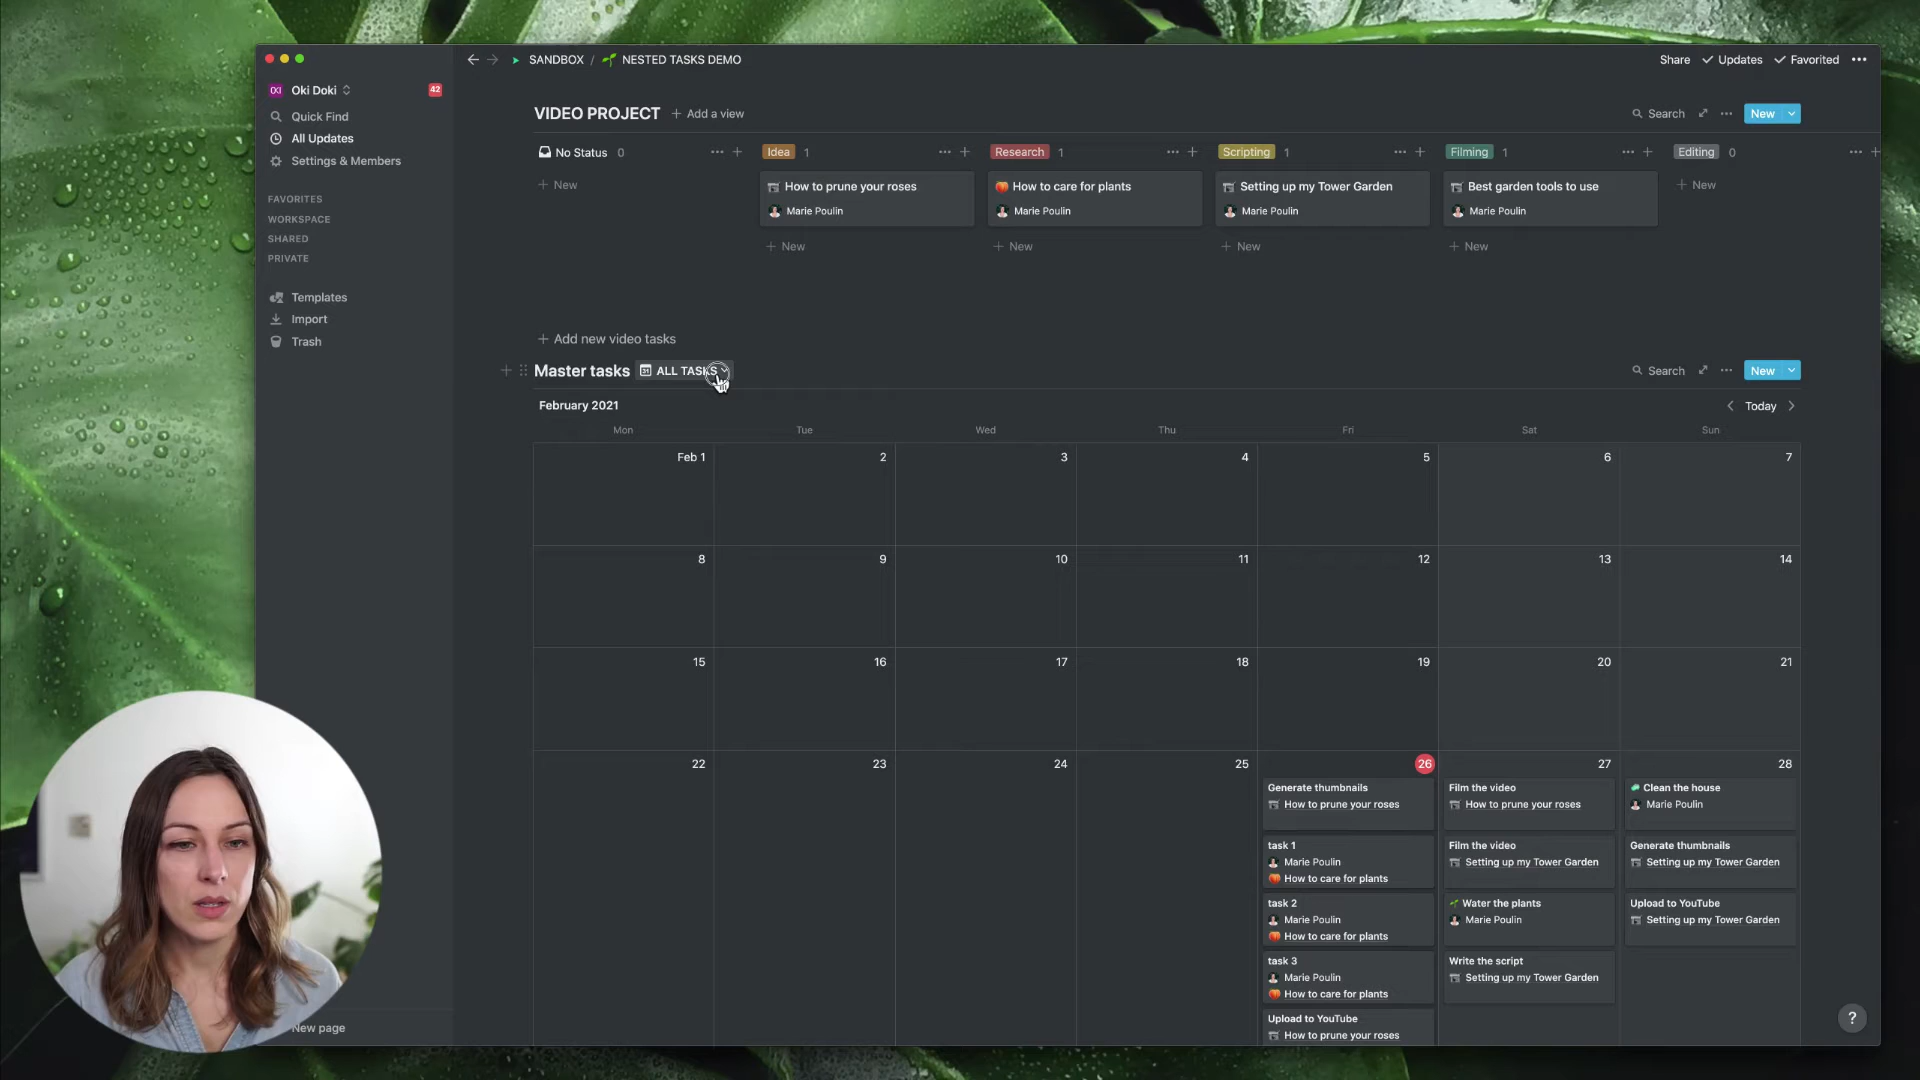 SANDBOX / NESTED TASKS DEMO
Share Updates Favorited
Oki Doki 42
Quick Find
All Updates
Settings & Members
FAVORITES
WORKSPACE
SHARED
PRIVATE
Templates
Import
Trash
New page
VIDEO PROJECT + Add a view
Search New
No Status 0
+ New
Idea 1
How to prune your roses
Marie Poulin
+ New
Research 1
How to care for plants
Marie Poulin
+ New
Scripting 1
Setting up my Tower Garden
Marie Poulin
+ New
Filming 1
Best garden tools to use
Marie Poulin
+ New
Editing 0
+ New
+ Add new video tasks
Master tasks ALL TASKS
Search New
February 2021
Today
Mon Tue Wed Thu Fri Sat Sun
Feb 1 2 3 4 5 6 7
8 9 10 11 12 13 14
15 16 17 18 19 20 21
22 23 24 25 26 27 28
Generate thumbnails
How to prune your roses
task 1
Marie Poulin
How to care for plants
task 2
Marie Poulin
How to care for plants
task 3
Marie Poulin
How to care for plants
Upload to YouTube
How to prune your roses
Film the video
How to prune your roses
Film the video
Setting up my Tower Garden
Water the plants
Marie Poulin
Write the script
Setting up my Tower Garden
Clean the house
Marie Poulin
Generate thumbnails
Setting up my Tower Garden
Upload to YouTube
Setting up my Tower Garden
?